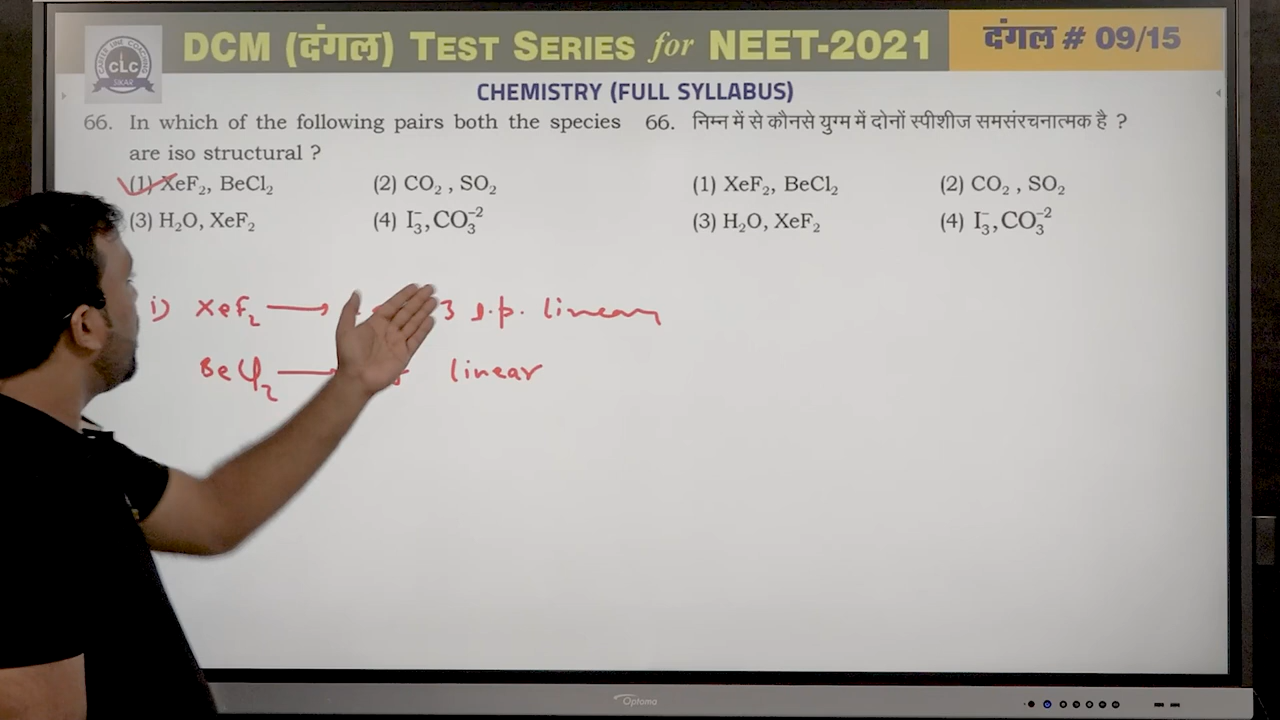 DCM (दंगल) TEST SERIES for NEET-2021
दंगल # 09/15
CLC
SIKAR
CHEMISTRY (FULL SYLLABUS)
66. In which of the following pairs both the species
are iso structural ?
(1) XeF₂, BeCl₂ (2) CO₂ , SO₂
(3) H₂O, XeF₂ (4) I₃⁻, CO₃⁻²
66. निम्न में से कौनसे युग्म में दोनों स्पीशीज समसंरचनात्मक है ?
(1) XeF₂, BeCl₂ (2) CO₂ , SO₂
(3) H₂O, XeF₂ (4) I₃⁻, CO₃⁻²
i) XeF₂ → 3 l.p. linear
BeCl₂ → linear
Optoma